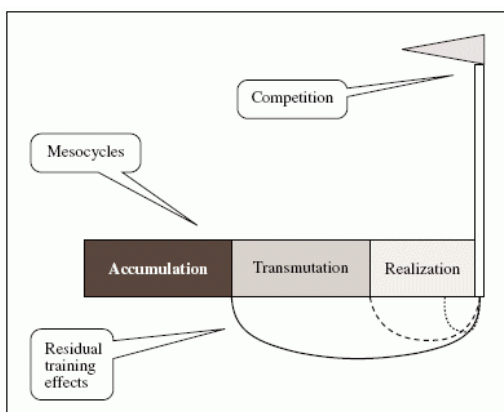 Competition
Mesocycles
Accumulation Transmutation Realization
Residual
training
effects